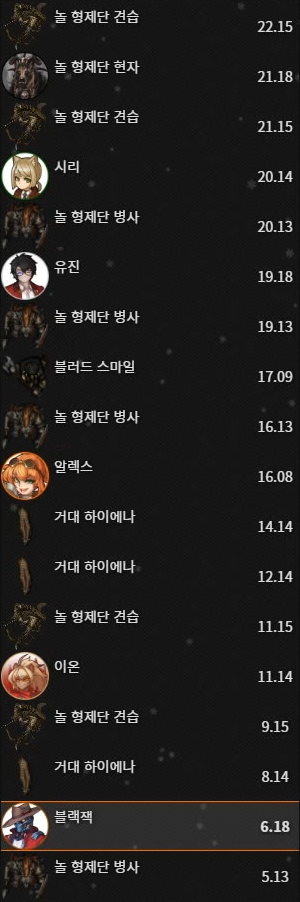 놀 형제단 견습
22.15
놀 형제단 현자
21.18
놀 형제단 견습
21.15
시리
20.14
놀 형제단 병사
20.13
유진
19.18
놀 형제단 병사
19.13
블러드 스마일
17.09
놀 형제단 병사
16.13
알렉스
16.08
거대 하이에나
14.14
거대 하이에나
12.14
놀 형제단 견습
11.15
이온
11.14
놀 형제단 견습
9.15
거대 하이에나
8.14
블랙잭
6.18
놀 형제단 병사
5.13